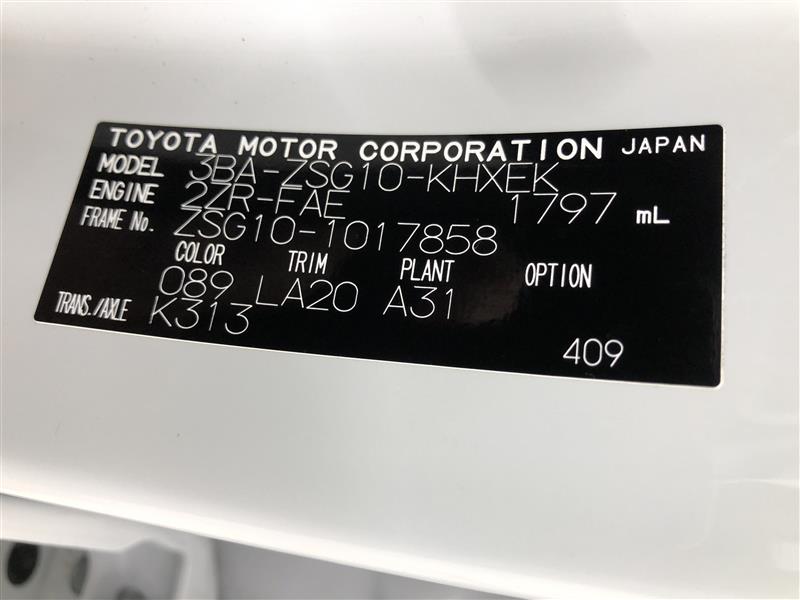 TOYOTA MOTOR CORPORATION JAPAN
MODEL 3BA-ZSG10-KHXEK
ENGINE 2ZR-FAE 1797 mL
FRAME No. ZSG10-1017858
COLOR TRIM PLANT OPTION
089 LA20 A31
TRANS./AXLE K313
409